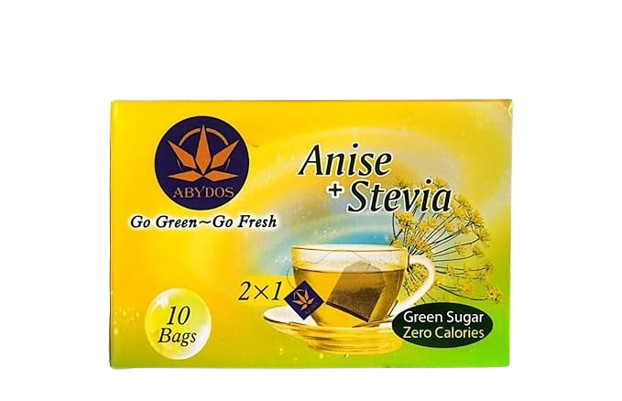 ABYDOS
Go Green~Go Fresh
Anise
+ Stevia
2×1
10
Bags
Green Sugar
Zero Calories